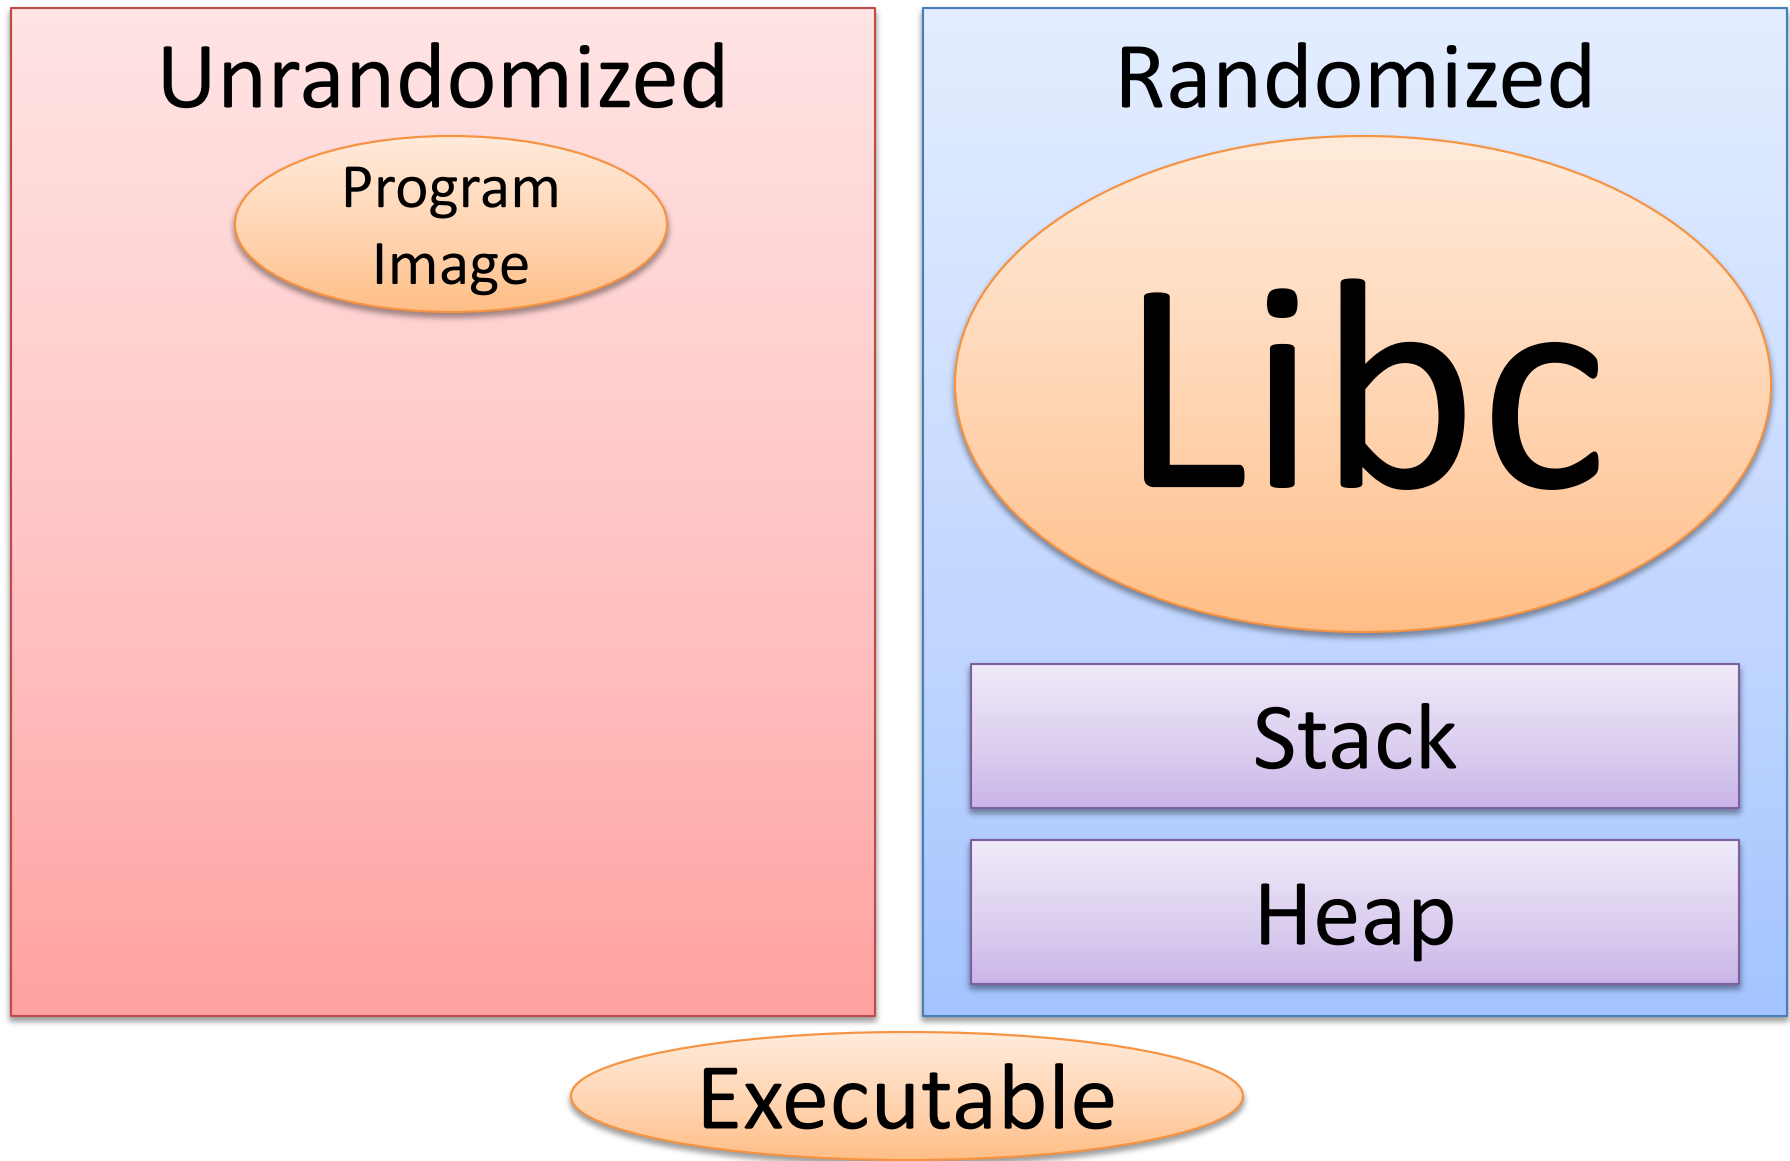 Unrandomized
Program
Image
Randomized
Libc
Stack
Heap
Executable